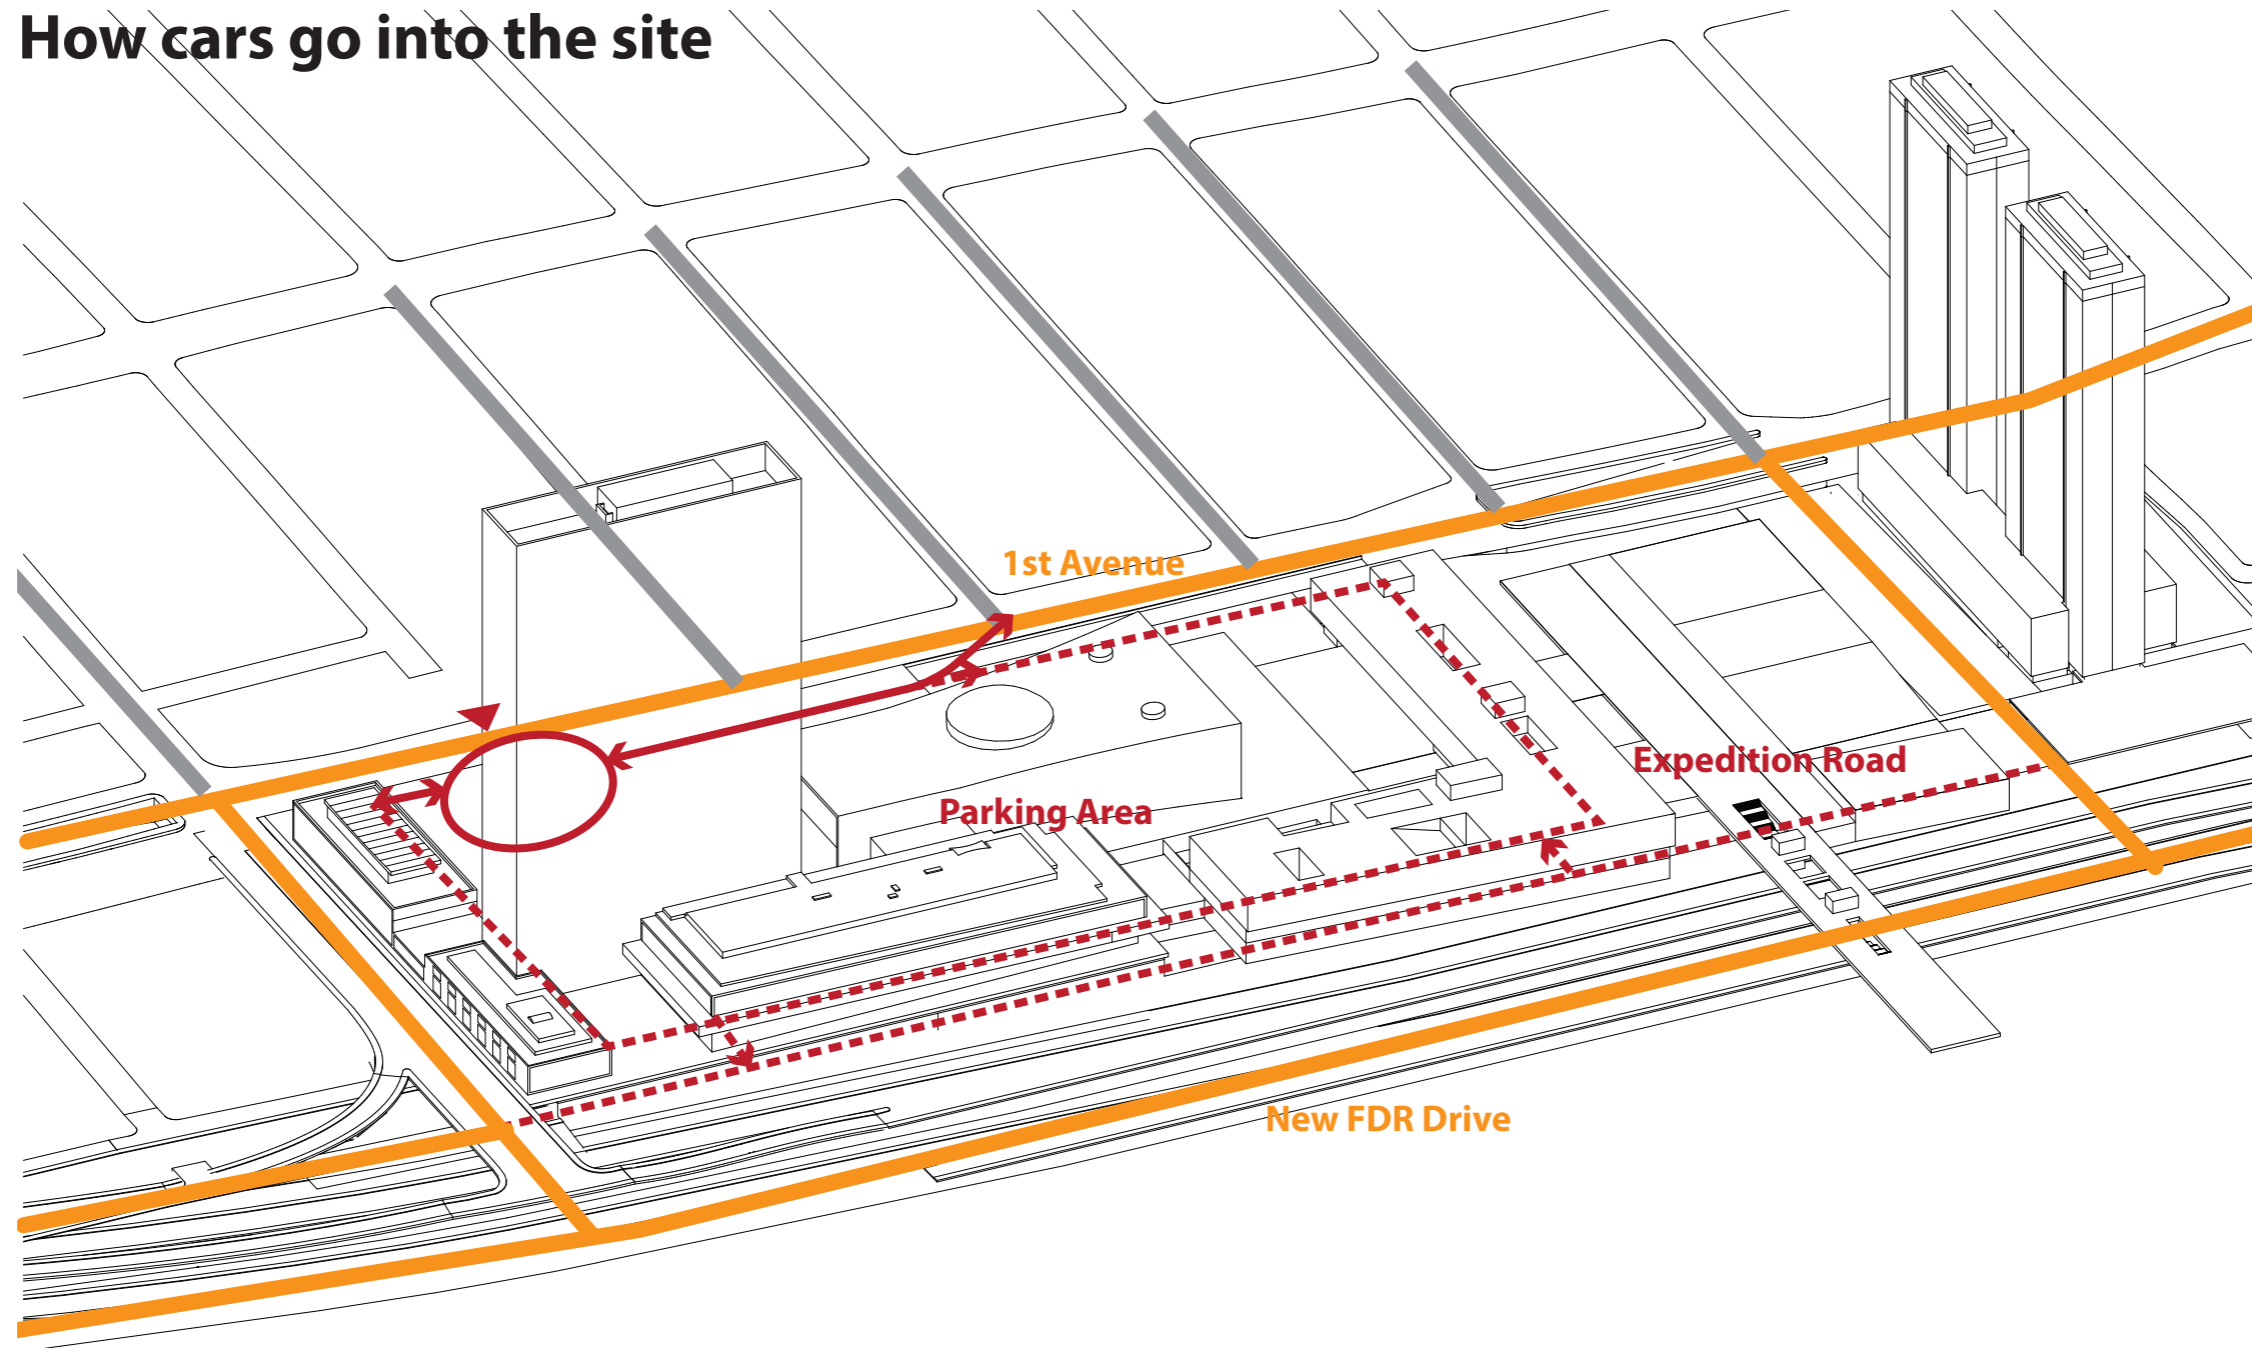 How cars go into the site
1st Avenue
Expedition Road
Parking Area
New FDR Drive